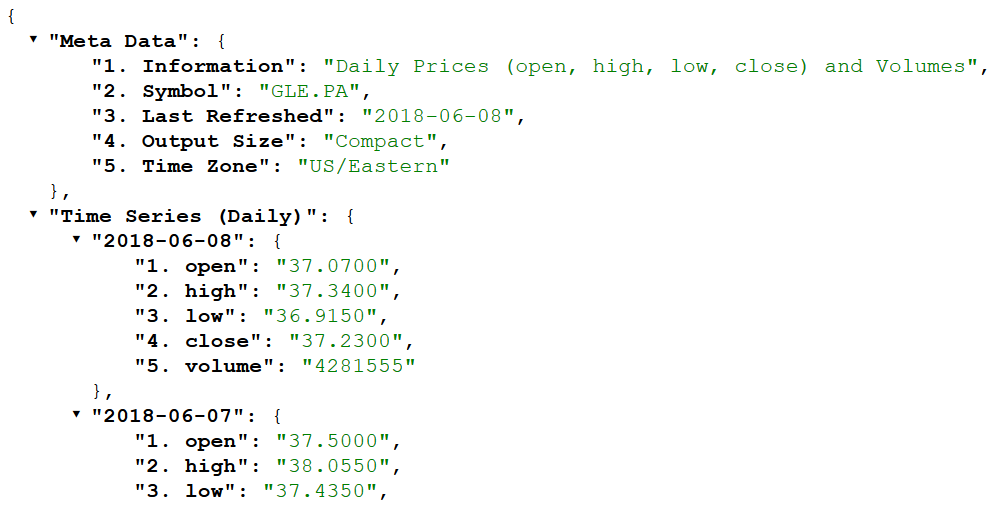 {
"Meta Data": {
"1. Information": "Daily Prices (open, high, low, close) and Volumes",
"2. Symbol": "GLE.PA",
"3. Last Refreshed": "2018-06-08",
"4. Output Size": "Compact",
"5. Time Zone": "US/Eastern"
},
"Time Series (Daily)": {
"2018-06-08": {
"1. open": "37.0700",
"2. high": "37.3400",
"3. low": "36.9150",
"4. close": "37.2300",
"5. volume": "4281555"
},
"2018-06-07": {
"1. open": "37.5000",
"2. high": "38.0550",
"3. low": "37.4350",